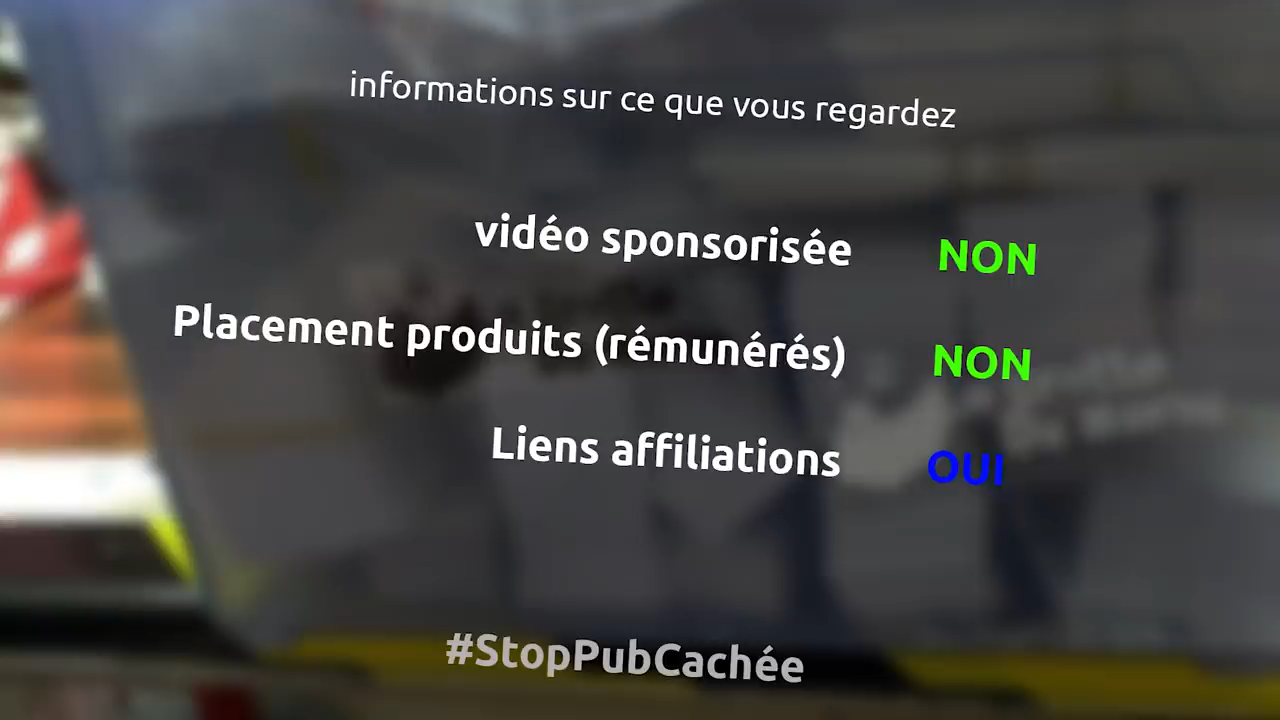 informations sur ce que vous regardez
vidéo sponsorisée NON
Placement produits (rémunérés) NON
Liens affiliations OUI
#StopPubCachée